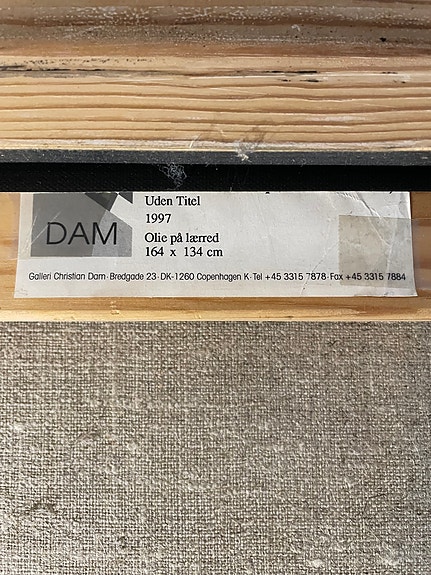 Uden Titel
1997
DAM
Olie på lærred
164 x 134 cm
Galleri Christian Dam · Bredgade 23 · DK-1260 Copenhagen K · Tel +45 3315 7878 · Fax +45 3315 7884